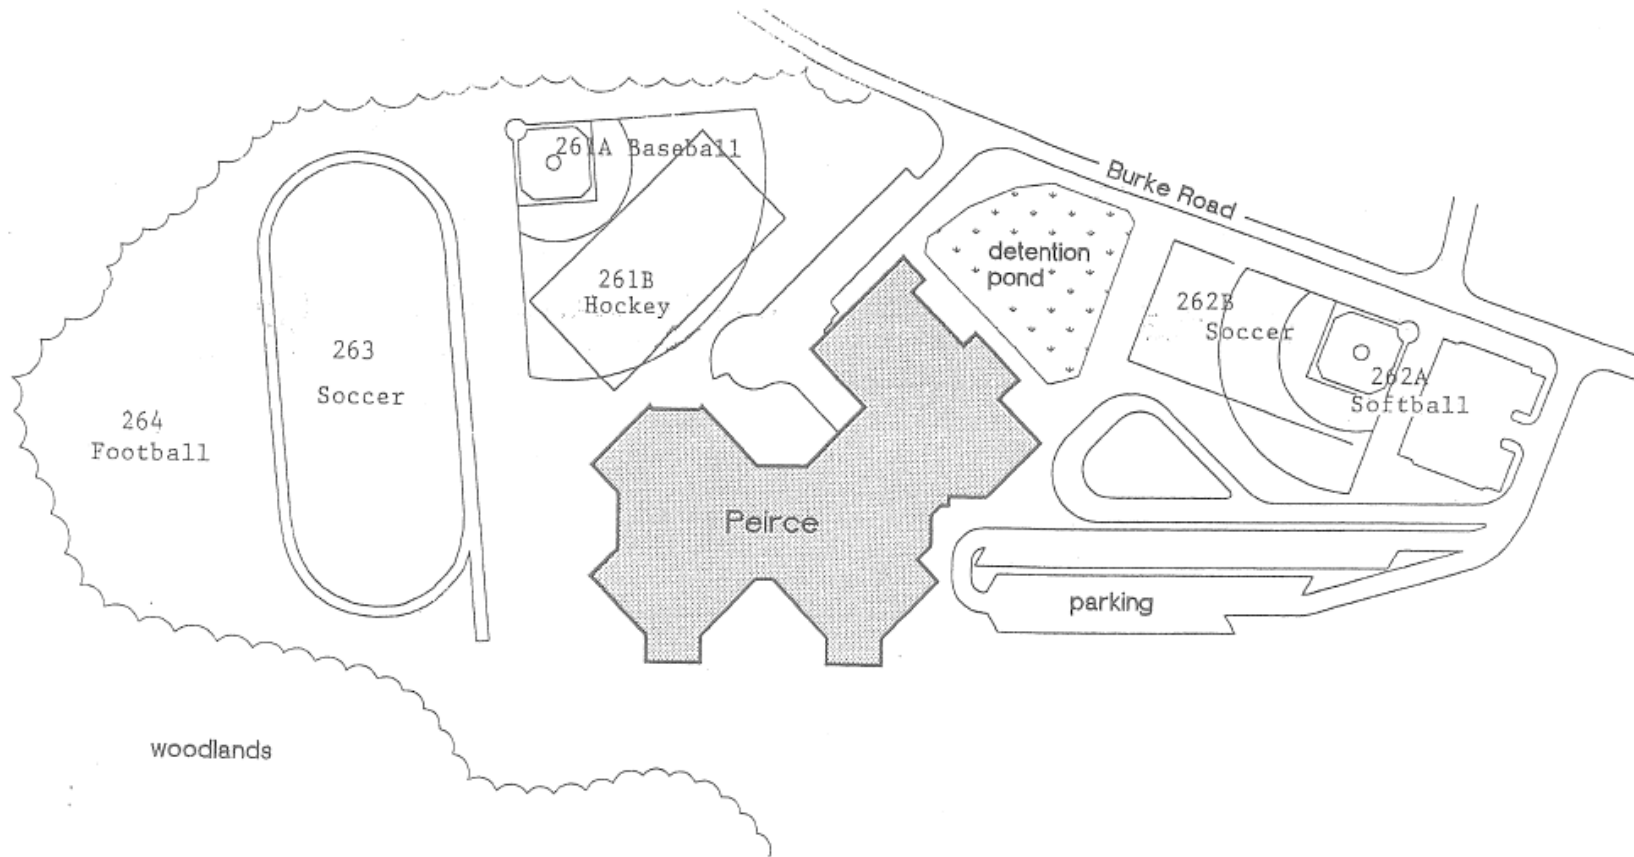 261A Baseball
Burke Road
detention
pond
261B
Hockey
262B
Soccer
263
Soccer
262A
Softball
264
Football
Peirce
parking
woodlands